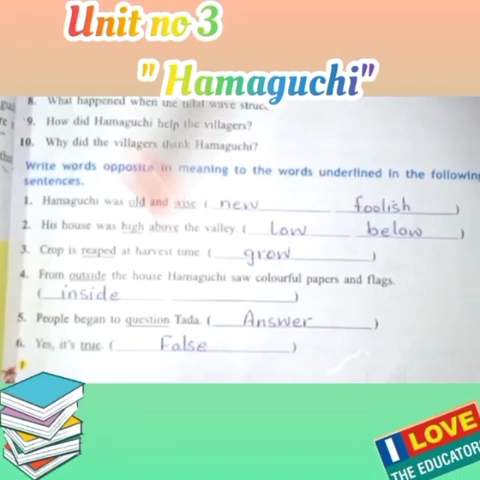 Unit no 3
" Hamaguchi"
8. What happened when the tidal wave struc
9. How did Hamaguchi help the villagers?
10. Why did the villagers thank Hamaguchi?
Write words opposite in meaning to the words underlined in the following
sentences.
1. Hamaguchi was old and wise ( new foolish )
2. His house was high above the valley. ( Low below )
3. Crop is reaped at harvest time ( grow )
4. From outside the house Hamaguchi saw colourful papers and flags.
( inside )
5. People began to question Tada. ( Answer )
6. Yes, it's true. ( False )
I LOVE
THE EDUCATOR